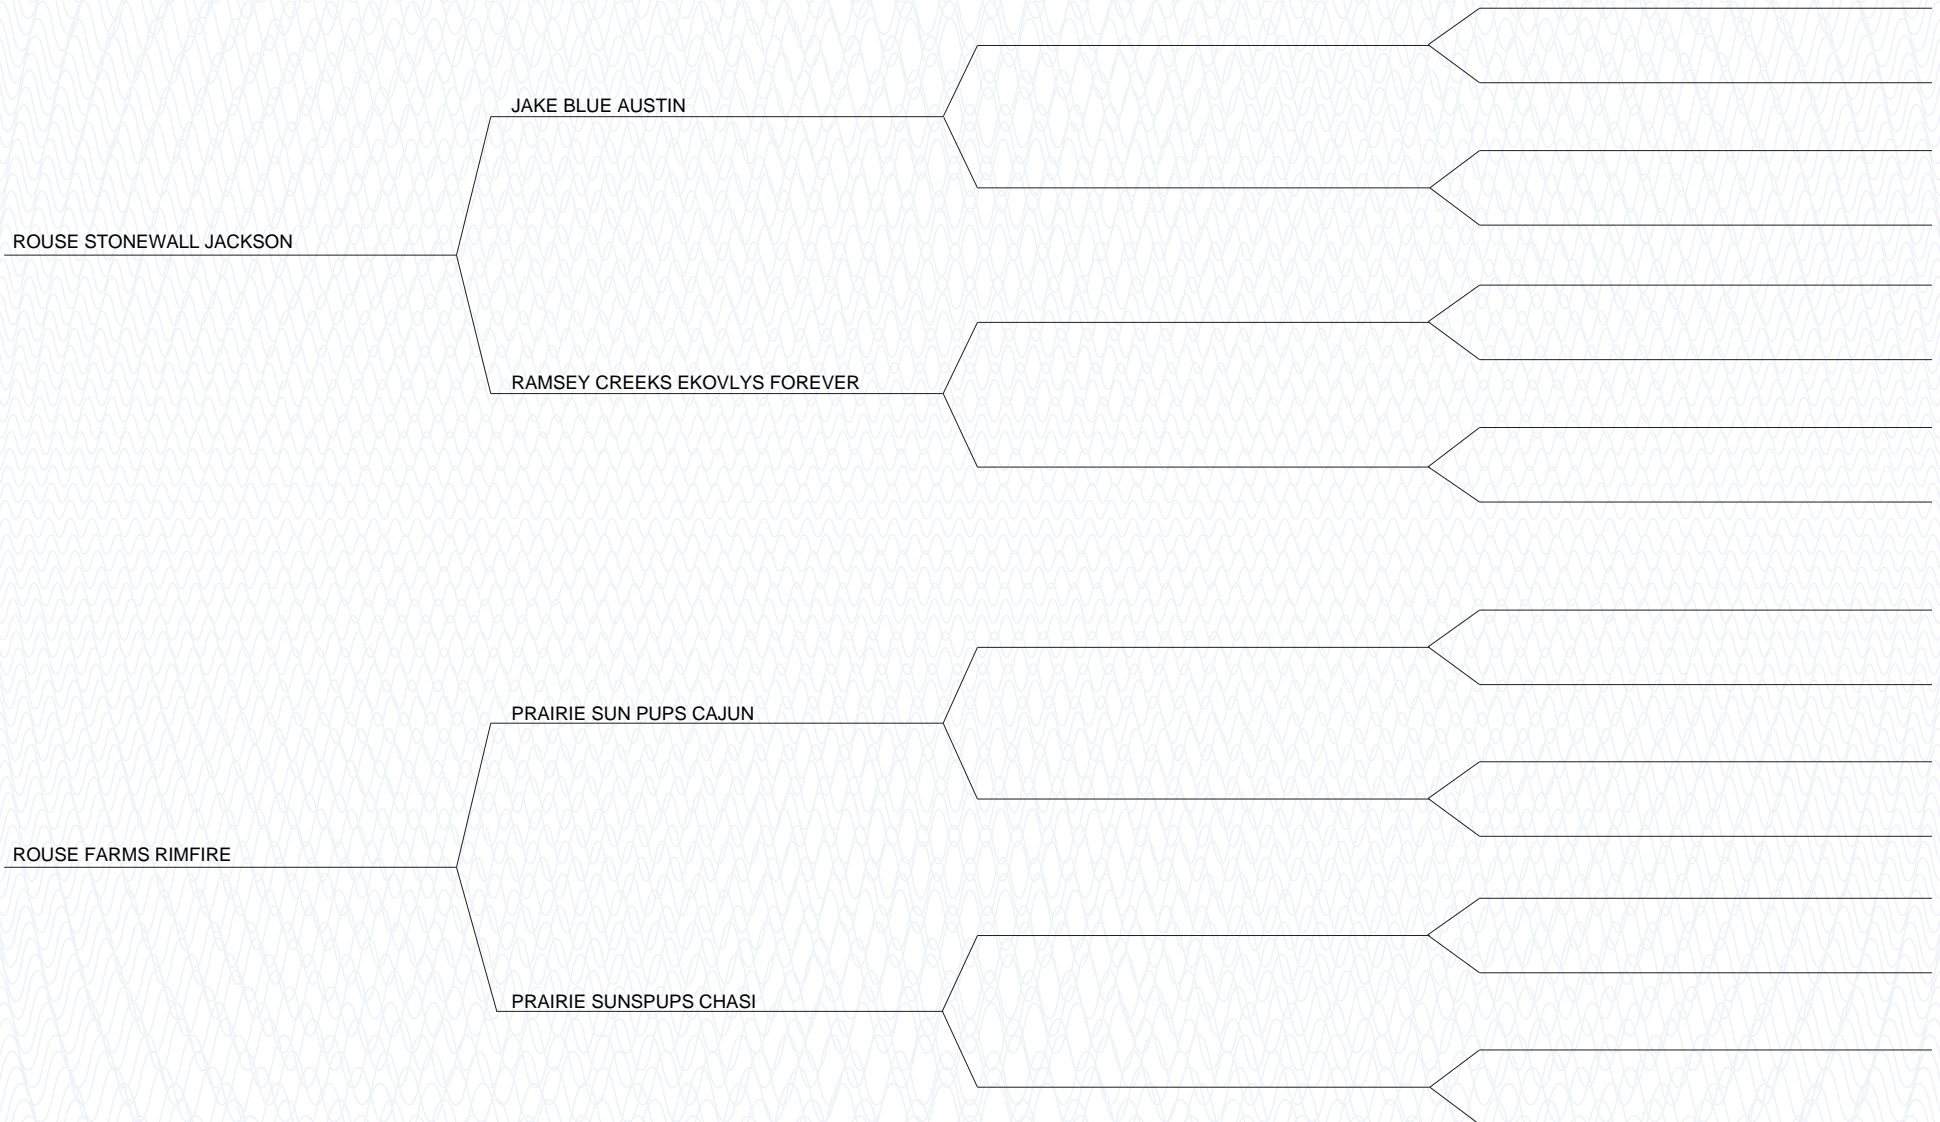 JAKE BLUE AUSTIN
ROUSE STONEWALL JACKSON
RAMSEY CREEKS EKOVLYS FOREVER
PRAIRIE SUN PUPS CAJUN
ROUSE FARMS RIMFIRE
PRAIRIE SUNSPUPS CHASI